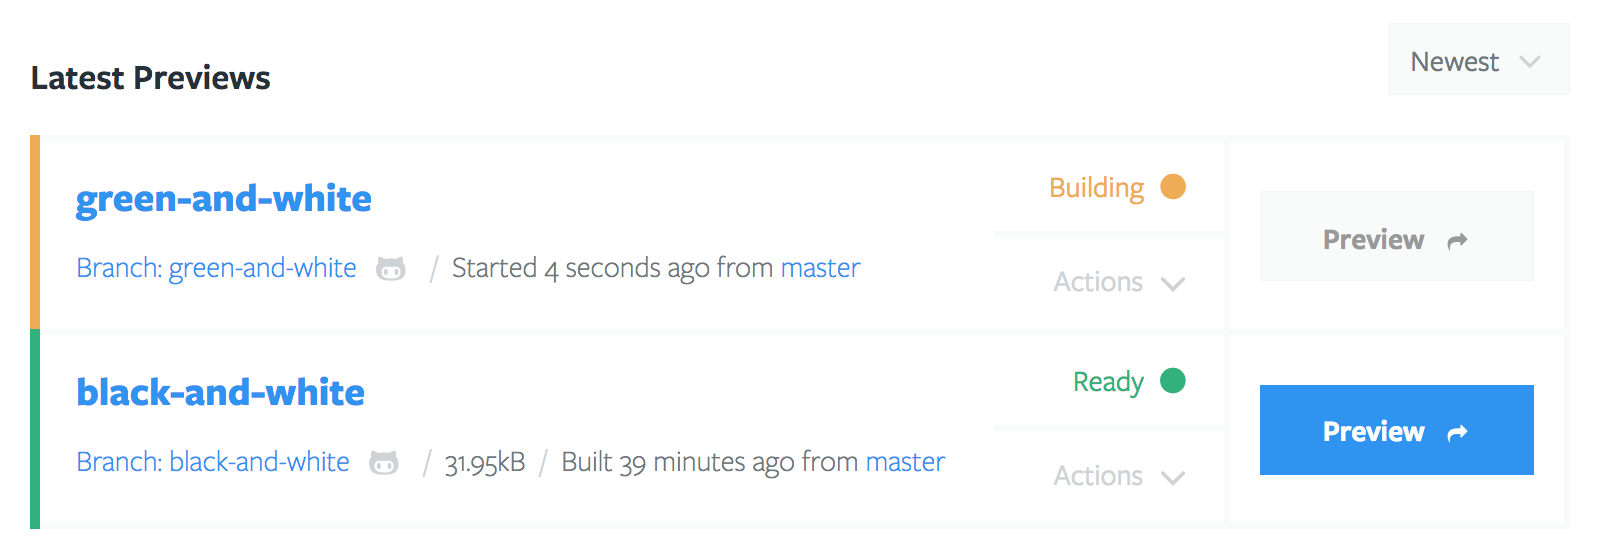 Newest
Latest Previews
green-and-white
Building
Branch: green-and-white / Started 4 seconds ago from master
Actions
Preview
black-and-white
Ready
Branch: black-and-white / 31.95kB / Built 39 minutes ago from master
Actions
Preview